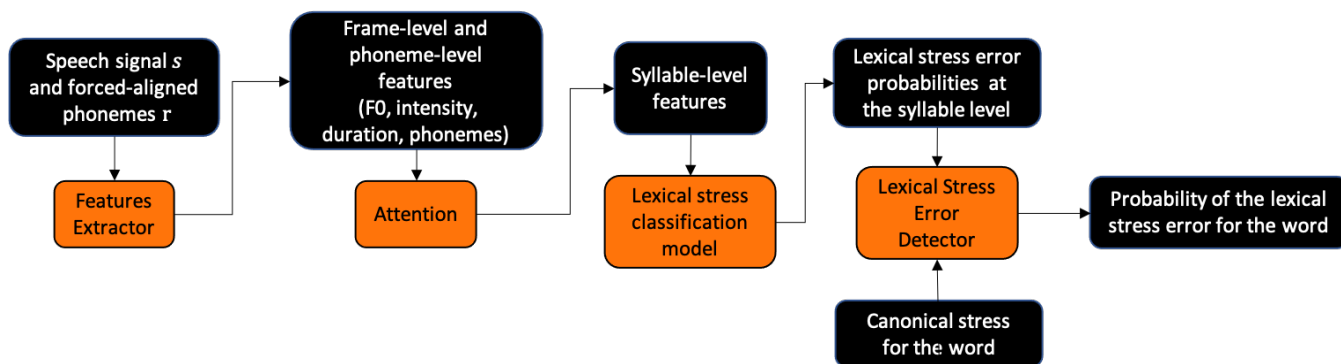 Speech signal s
and forced-aligned
phonemes r
Features
Extractor
Frame-level and
phoneme-level
features
(F0, intensity,
duration, phonemes)
Attention
Syllable-level
features
Lexical stress
classification
model
Lexical stress error
probabilities at
the syllable level
Lexical Stress
Error
Detector
Canonical stress
for the word
Probability of the lexical
stress error for the word